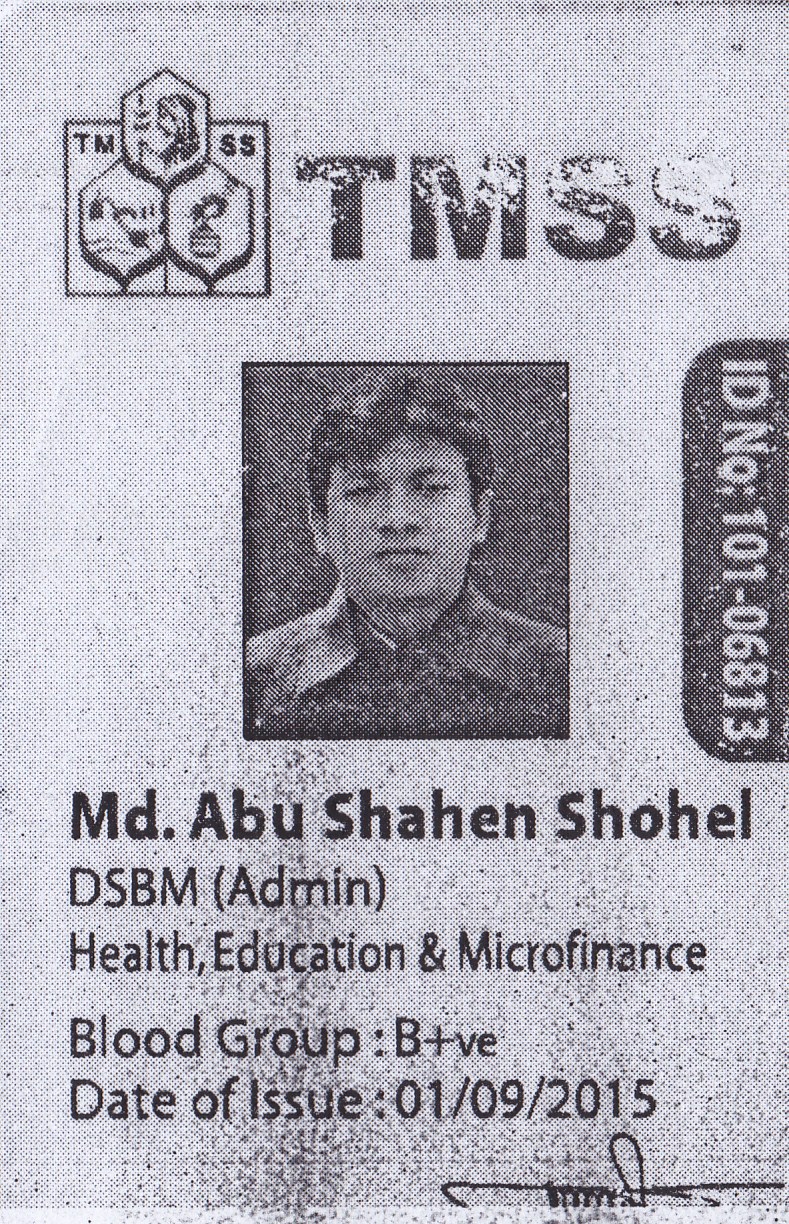 TM SS
TMSS
ID No: 101-06813
Md. Abu Shahen Shohel
DSBM (Admin)
Health, Education & Microfinance
Blood Group : B+ve
Date of Issue : 01/09/2015